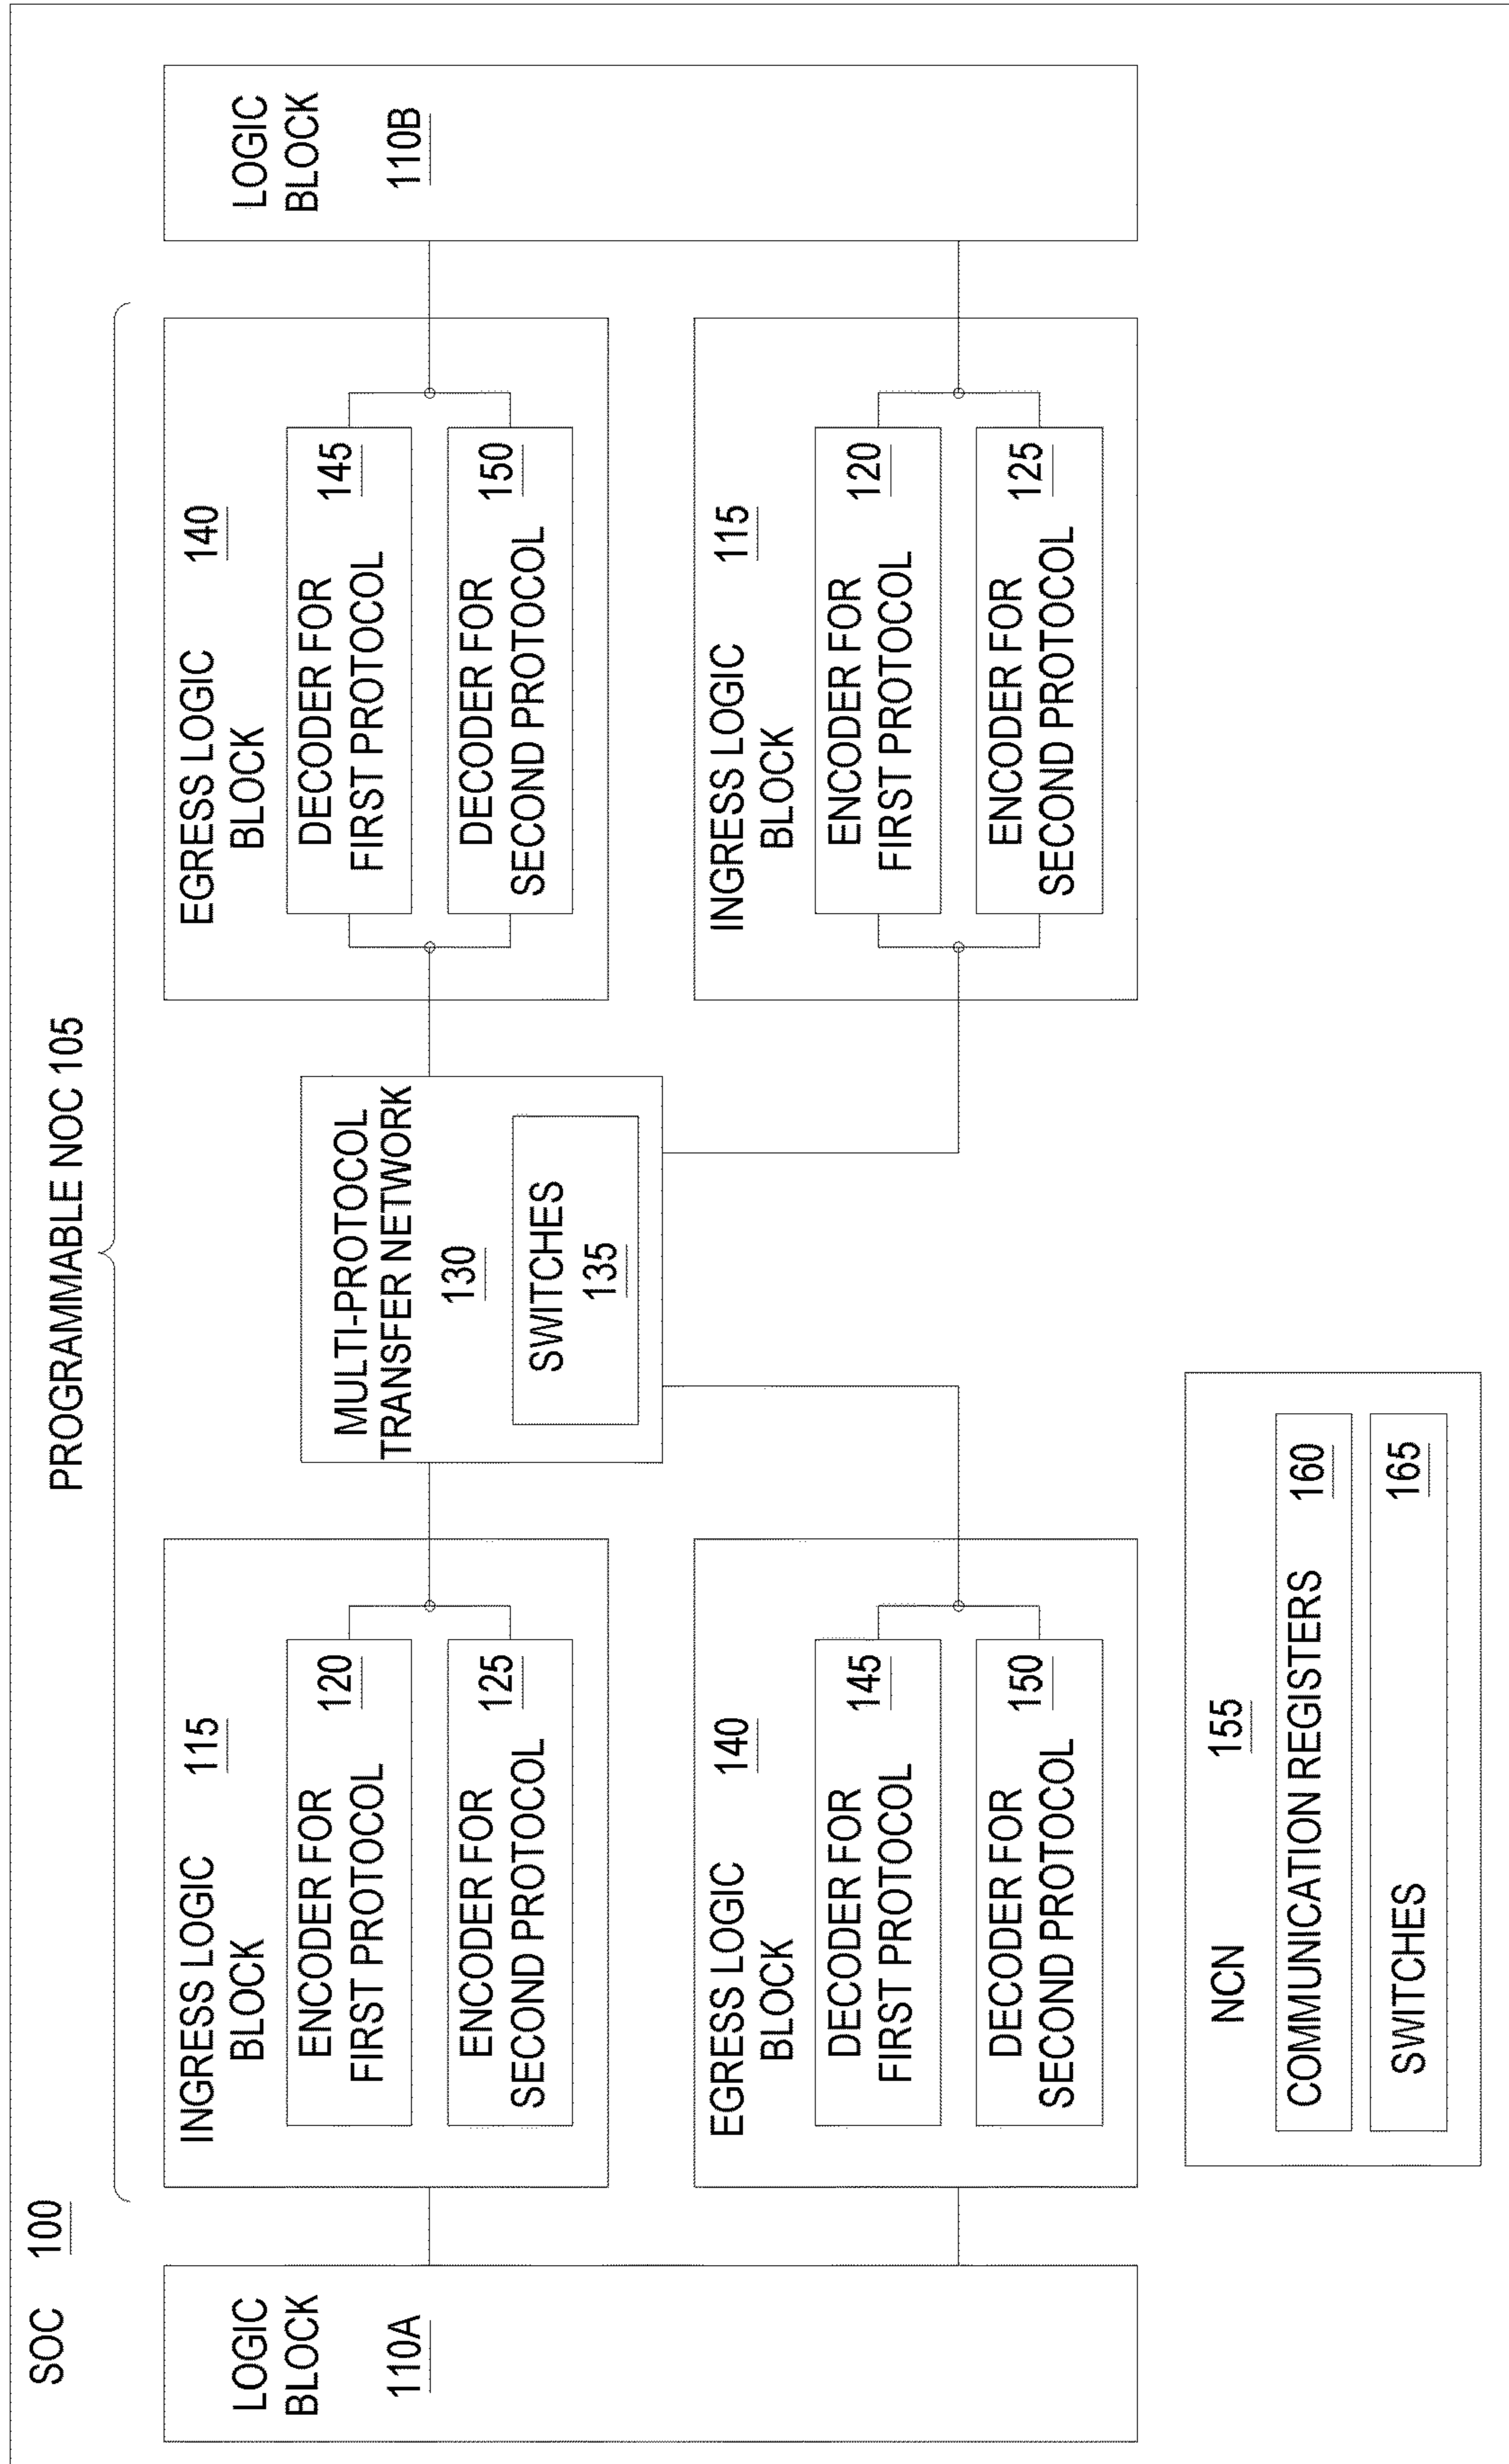 SOC 100
PROGRAMMABLE NOC 105
LOGIC
BLOCK
110A
INGRESS LOGIC
BLOCK
115
ENCODER FOR
FIRST PROTOCOL
120
ENCODER FOR
SECOND PROTOCOL
125
EGRESS LOGIC
BLOCK
140
DECODER FOR
FIRST PROTOCOL
145
DECODER FOR
SECOND PROTOCOL
150
MULTI-PROTOCOL
TRANSFER NETWORK
130
SWITCHES
135
EGRESS LOGIC
BLOCK
140
DECODER FOR
FIRST PROTOCOL
145
DECODER FOR
SECOND PROTOCOL
150
INGRESS LOGIC
BLOCK
115
ENCODER FOR
FIRST PROTOCOL
120
ENCODER FOR
SECOND PROTOCOL
125
LOGIC
BLOCK
110B
NCN 155
COMMUNICATION REGISTERS 160
SWITCHES 165